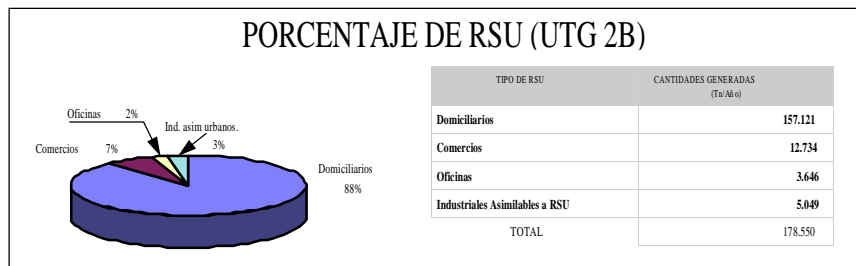 PORCENTAJE DE RSU (UTG 2B)
Oficinas 2%
Ind. asim urbanos.
3%
Comercios 7%
Domiciliarios
88%
TIPO DE RSU CANTIDADES GENERADAS
(Tn/Año)
Domiciliarios 157.121
Comercios 12.734
Oficinas 3.646
Industriales Asimilables a RSU 5.049
TOTAL 178.550